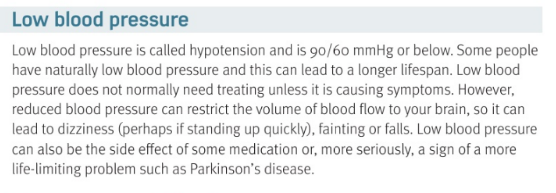 Low blood pressure
Low blood pressure is called hypotension and is 90/60 mmHg or below. Some people
have naturally low blood pressure and this can lead to a longer lifespan. Low blood
pressure does not normally need treating unless it is causing symptoms. However,
reduced blood pressure can restrict the volume of blood flow to your brain, so it can
lead to dizziness (perhaps if standing up quickly), fainting or falls. Low blood pressure
can also be the side effect of some medication or, more seriously, a sign of a more
life-limiting problem such as Parkinson's disease.